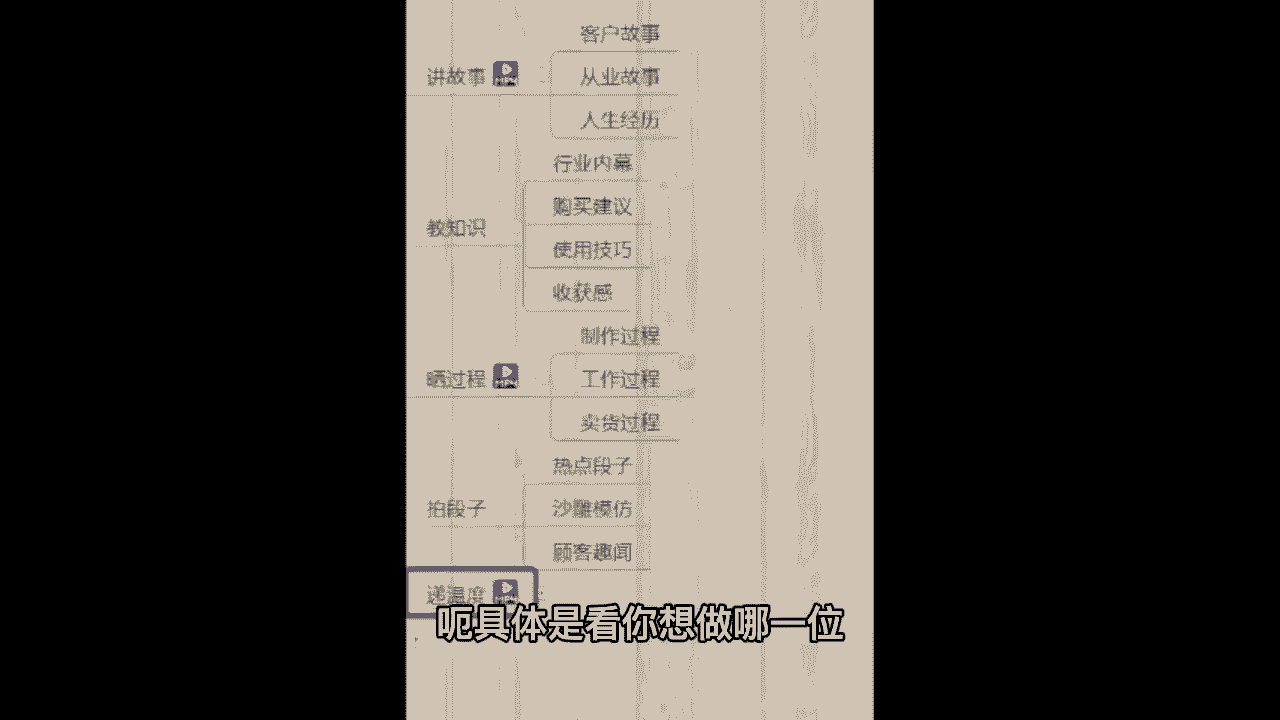 客户故事
讲故事
从业故事
人生经历
行业内幕
购买建议
教知识
使用技巧
收获感
制作过程
晒过程
工作过程
卖货过程
热点段子
拍段子
沙雕模仿
顾客趣闻
递温度
呃具体是看你想做哪一位